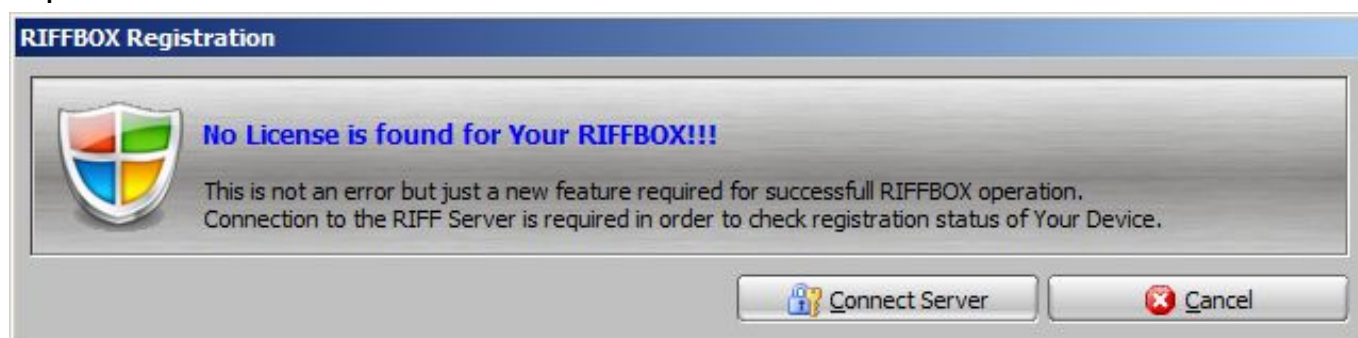 RIFFBOX Registration
No License is found for Your RIFFBOX!!!
This is not an error but just a new feature required for successfull RIFFBOX operation.
Connection to the RIFF Server is required in order to check registration status of Your Device.
Connect Server
Cancel